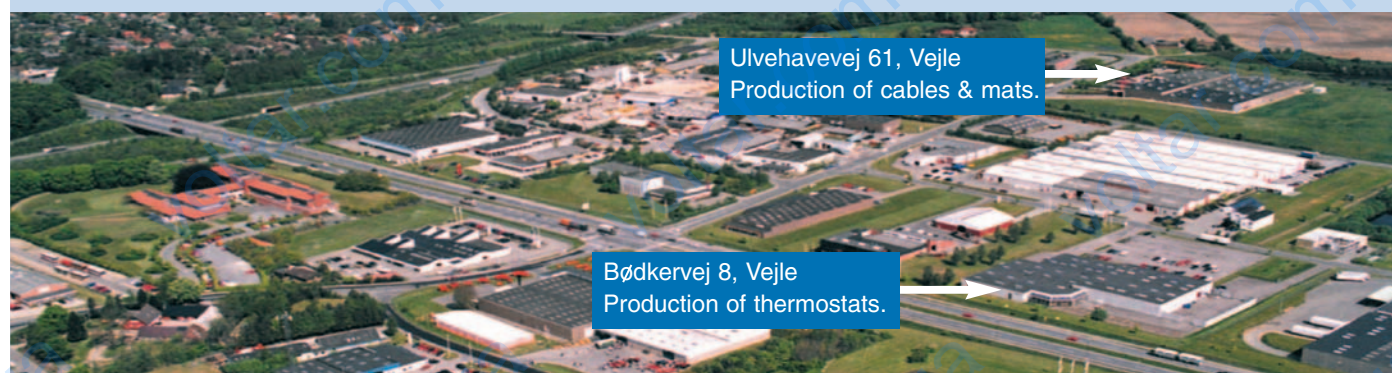 Ulvehavevej 61, Vejle
Production of cables & mats.
Bødkervej 8, Vejle
Production of thermostats.